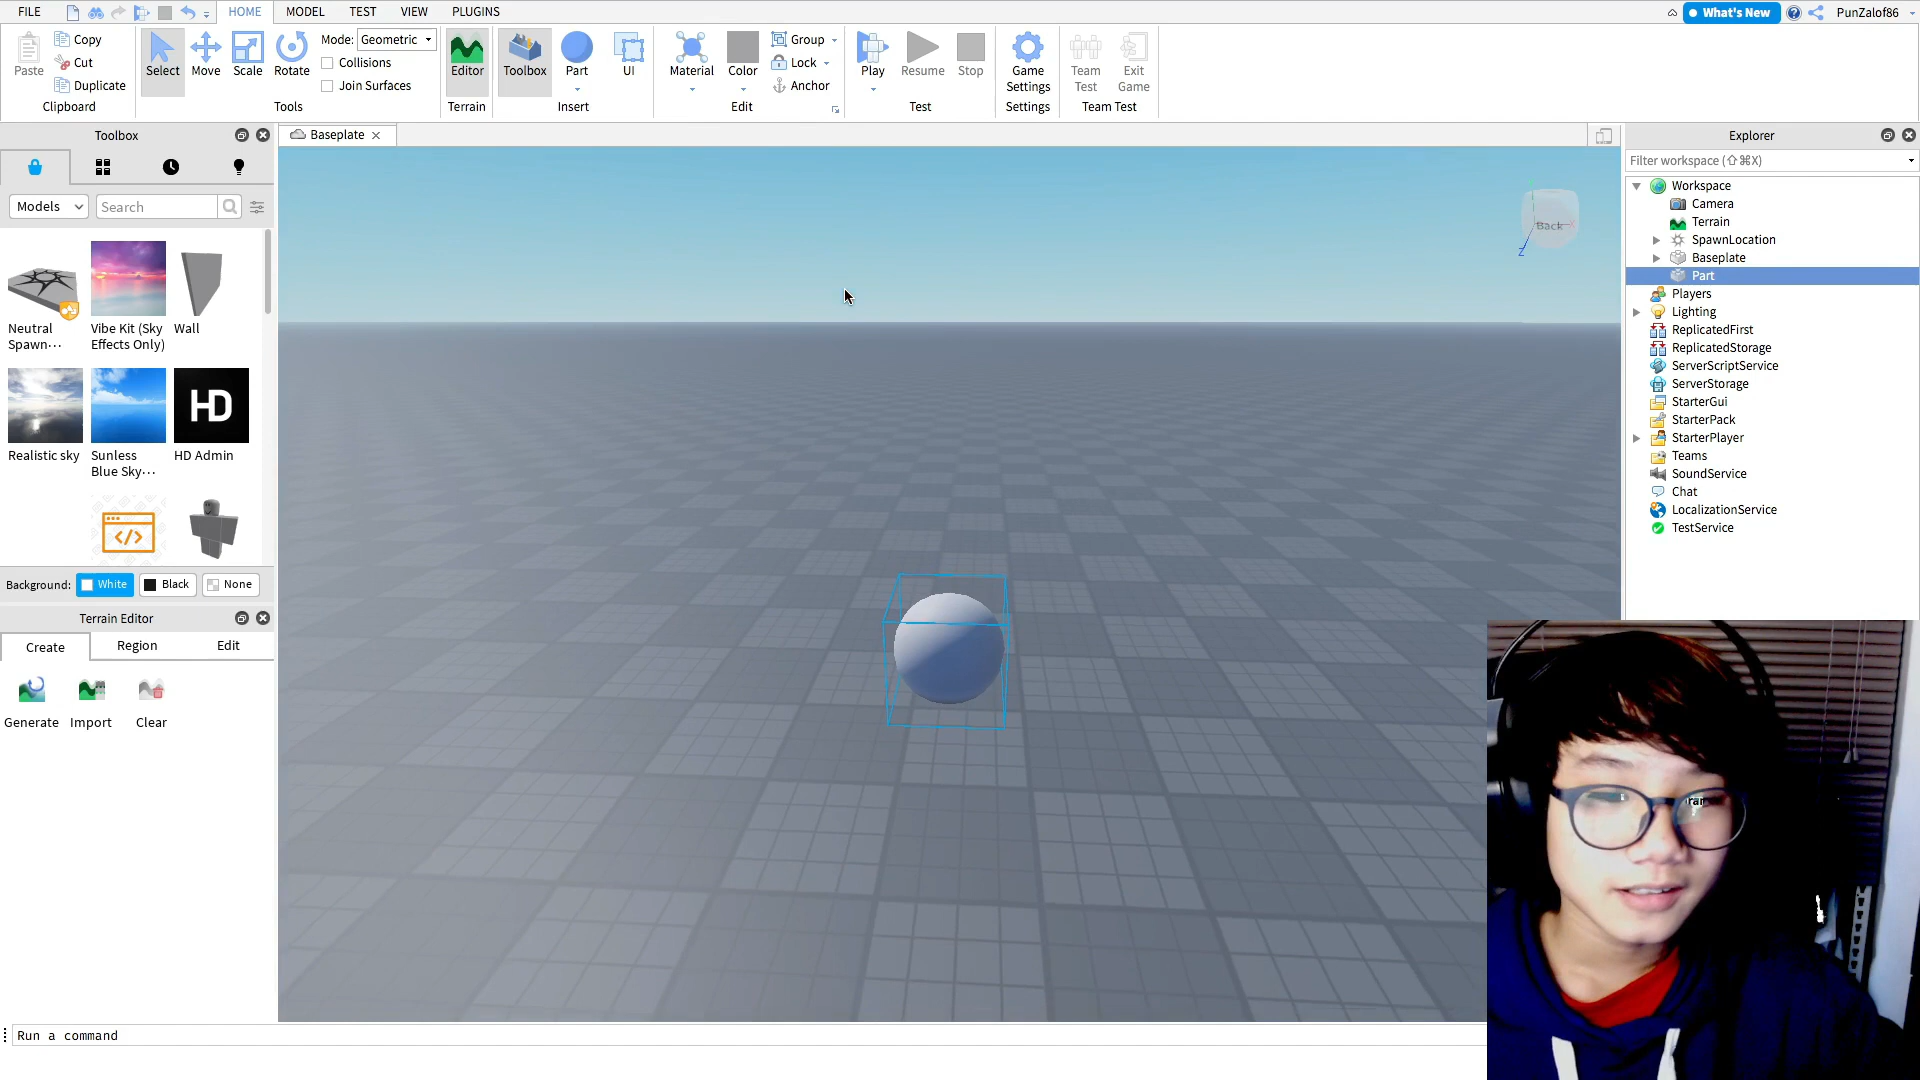 FILE HOME MODEL TEST VIEW PLUGINS What's New PunZalof86
Copy Mode: Geometric Group
Cut Collisions Lock
Paste Select Move Scale Rotate Editor Toolbox Part UI Material Color Play Resume Stop Game Settings Team Test Exit Game
Duplicate Join Surfaces Anchor
Clipboard Tools Terrain Insert Edit Test Settings Team Test
Toolbox
Models Search
Neutral Spawn···
Vibe Kit (Sky Effects Only)
Wall
Realistic sky
Sunless Blue Sky···
HD
HD Admin
</>
Background: White Black None
Terrain Editor
Create Region Edit
Generate Import Clear
Baseplate
Back
X
Z
Explorer
Filter workspace (⇧⌘X)
Workspace
Camera
Terrain
SpawnLocation
Baseplate
Part
Players
Lighting
ReplicatedFirst
ReplicatedStorage
ServerScriptService
ServerStorage
StarterGui
StarterPack
StarterPlayer
Teams
SoundService
Chat
LocalizationService
TestService
Run a command